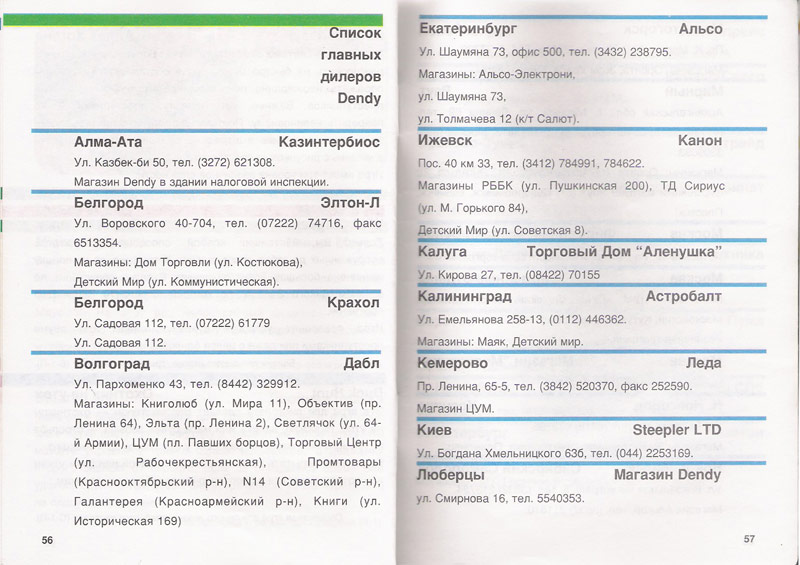 Список
главных
дилеров
Dendy
Алма-Ата Казинтербиос
Ул. Казбек-би 50, тел. (3272) 621308.
Магазин Dendy в здании налоговой инспекции.
Белгород Элтон-Л
Ул. Воровского 40-704, тел. (07222) 74716, факс
6513354.
Магазины: Дом Торговли (ул. Костюкова),
Детский Мир (ул. Коммунистическая).
Белгород Крахол
Ул. Садовая 112, тел. (07222) 61779
Ул. Садовая 112.
Волгоград Дабл
Ул. Пархоменко 43, тел. (8442) 329912.
Магазины: Книголюб (ул. Мира 11), Объектив (пр.
Ленина 64), Эльта (пр. Ленина 2), Светлячок (ул. 64-
й Армии), ЦУМ (пл. Павших борцов), Торговый Центр
(ул. Рабочекрестьянская), Промтовары
(Краснооктябрьский р-н), N14 (Советский р-н),
Галантерея (Красноармейский р-н), Книги (ул.
Историческая 169)
56
Екатеринбург Альсо
Ул. Шаумяна 73, офис 500, тел. (3432) 238795.
Магазины: Альсо-Электрони,
ул. Шаумяна 73,
ул. Толмачева 12 (к/т Салют).
Ижевск Канон
Пос. 40 км 33, тел. (3412) 784991, 784622.
Магазины РББК (ул. Пушкинская 200), ТД Сириус
(ул. М. Горького 84),
Детский Мир (ул. Советская 8).
Калуга Торговый Дом “Аленушка”
Ул. Кирова 27, тел. (08422) 70155
Калининград Астробалт
Ул. Емельянова 258-13, (0112) 446362.
Магазины: Маяк, Детский мир.
Кемерово Леда
Пр. Ленина, 65-5, тел. (3842) 520370, факс 252590.
Магазин ЦУМ.
Киев Steepler LTD
Ул. Богдана Хмельницкого 63б, тел. (044) 2253169.
Люберцы Магазин Dendy
ул. Смирнова 16, тел. 5540353.
57